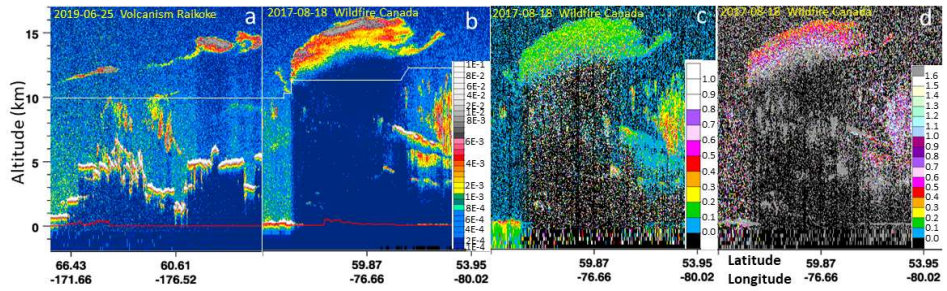 2019-06-25 Volcanism Raikoke a
2017-08-18 Wildfire Canada b
2017-08-18 Wildfire Canada c
2017-08-18 Wildfire Canada d
Altitude (km)
15
10
5
0
1E-1
8E-2
6E-2
4E-2
2E-2
1E-2
8E-3
6E-3
4E-3
2E-3
1E-3
8E-4
6E-4
4E-4
2E-4
1E-4
1.0
0.9
0.8
0.7
0.6
0.5
0.4
0.3
0.2
0.1
0.0
1.6
1.5
1.4
1.3
1.2
1.1
1.0
0.9
0.8
0.7
0.6
0.5
0.4
0.3
0.2
0.1
0.0
66.43 60.61 59.87 53.95 59.87 Latitude 59.87 53.95
-171.66 -176.52 -76.66 -80.02 -76.66 Longitude -76.66 -80.02